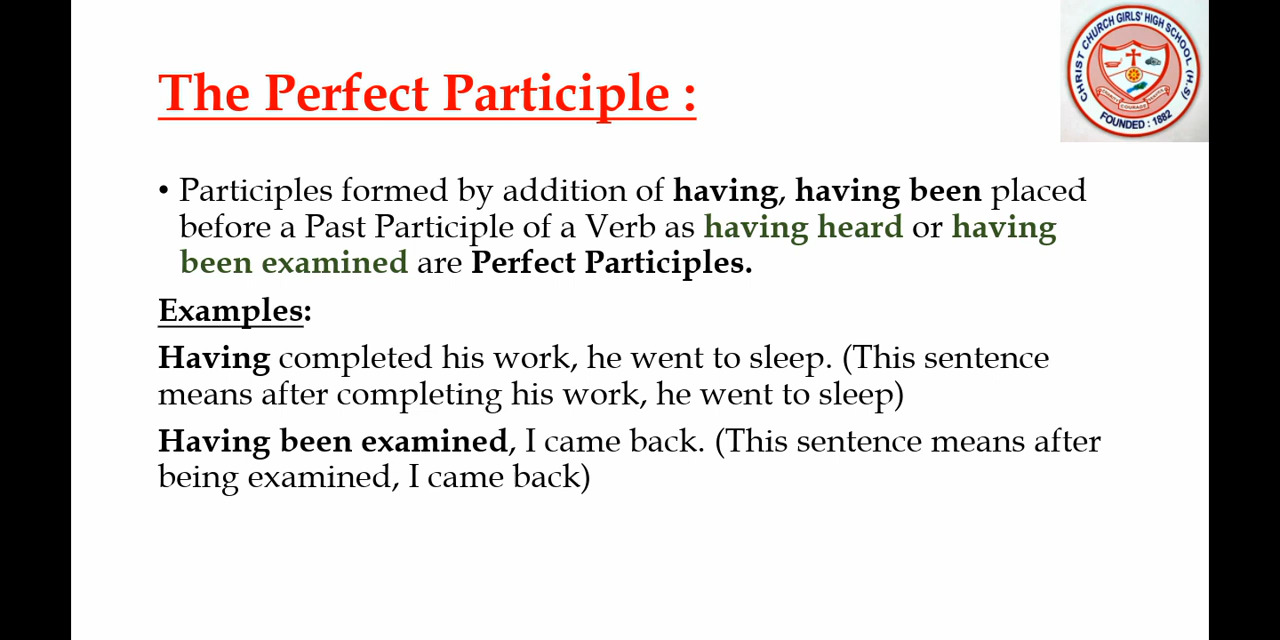 CHRIST CHURCH GIRLS' HIGH SCHOOL (H.S)
FOUNDED : 1882
The Perfect Participle :
• Participles formed by addition of having, having been placed
before a Past Participle of a Verb as having heard or having
been examined are Perfect Participles.
Examples:
Having completed his work, he went to sleep. (This sentence
means after completing his work, he went to sleep)
Having been examined, I came back. (This sentence means after
being examined, I came back)